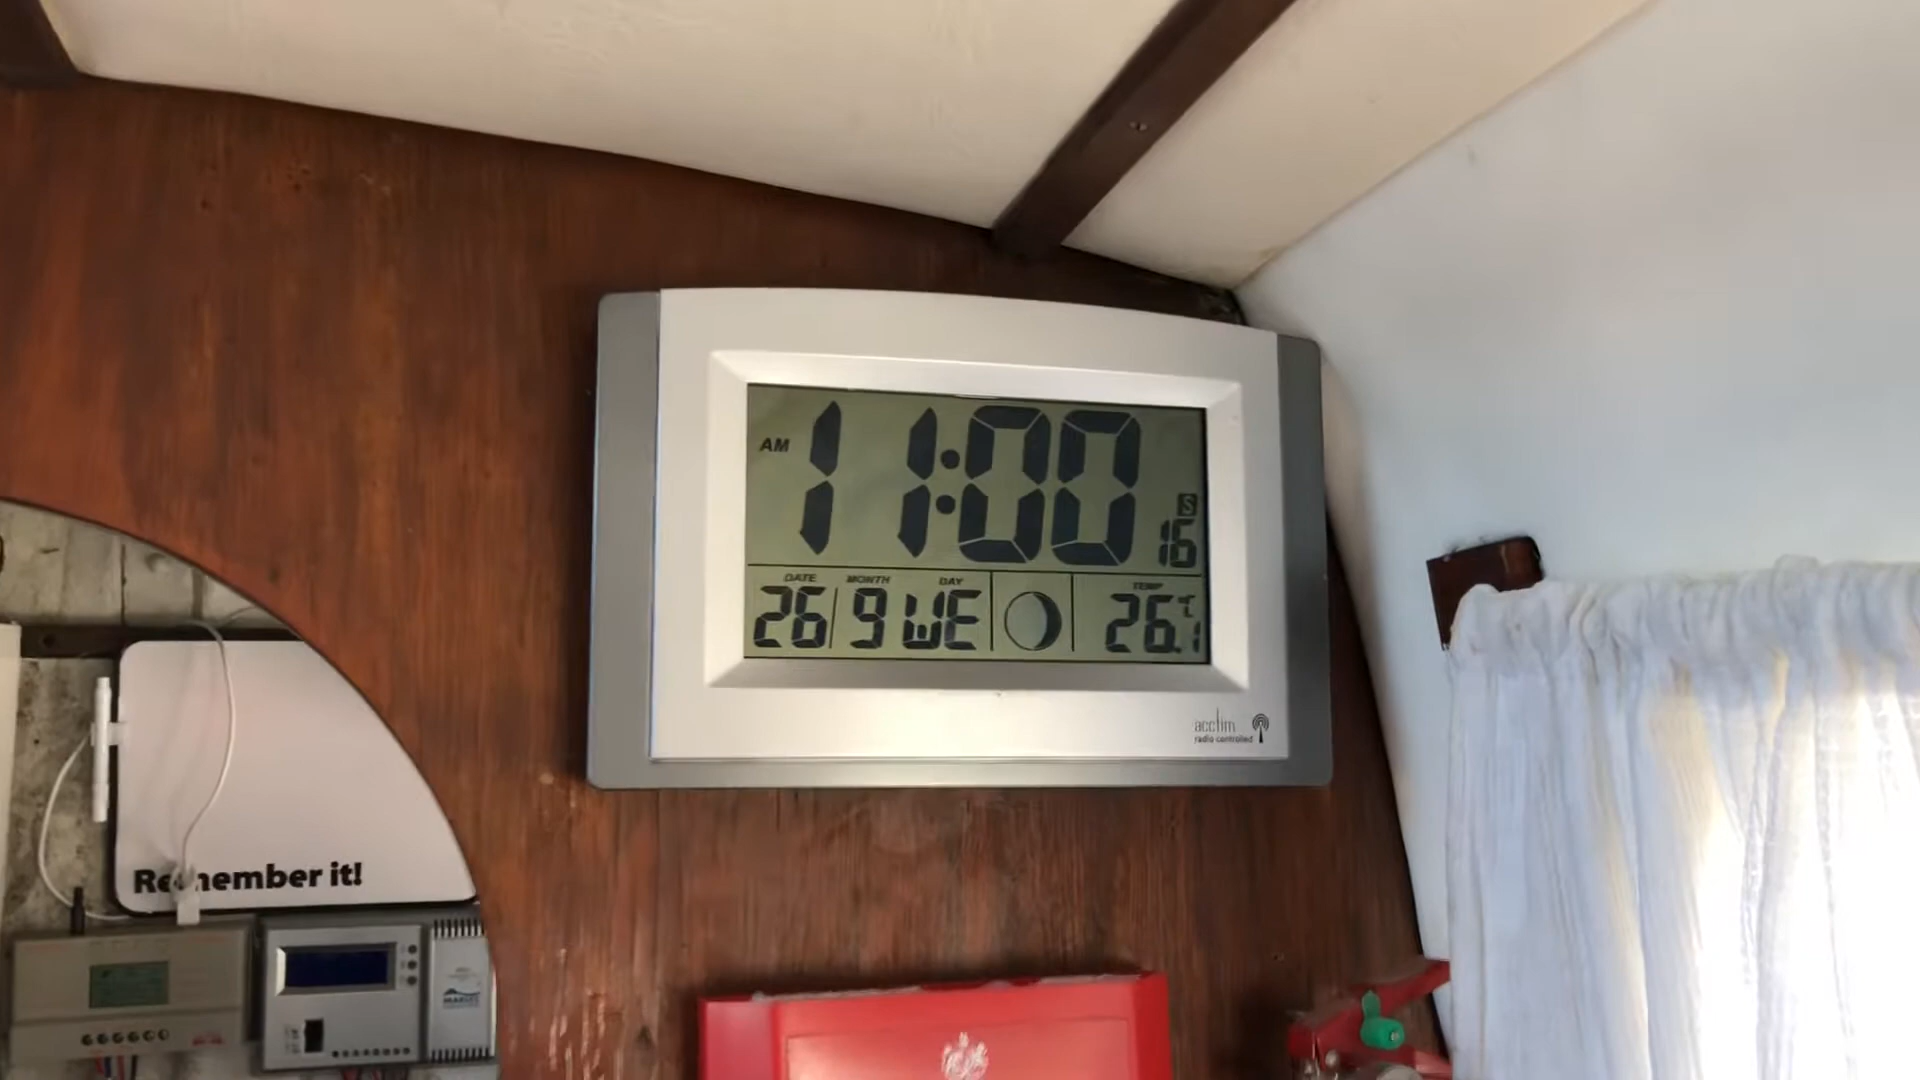 AM 11:00
S
16
DATE MONTH DAY TEMP
26 9 WE 26.1 °C
acctim
radio controlled
Remember it!